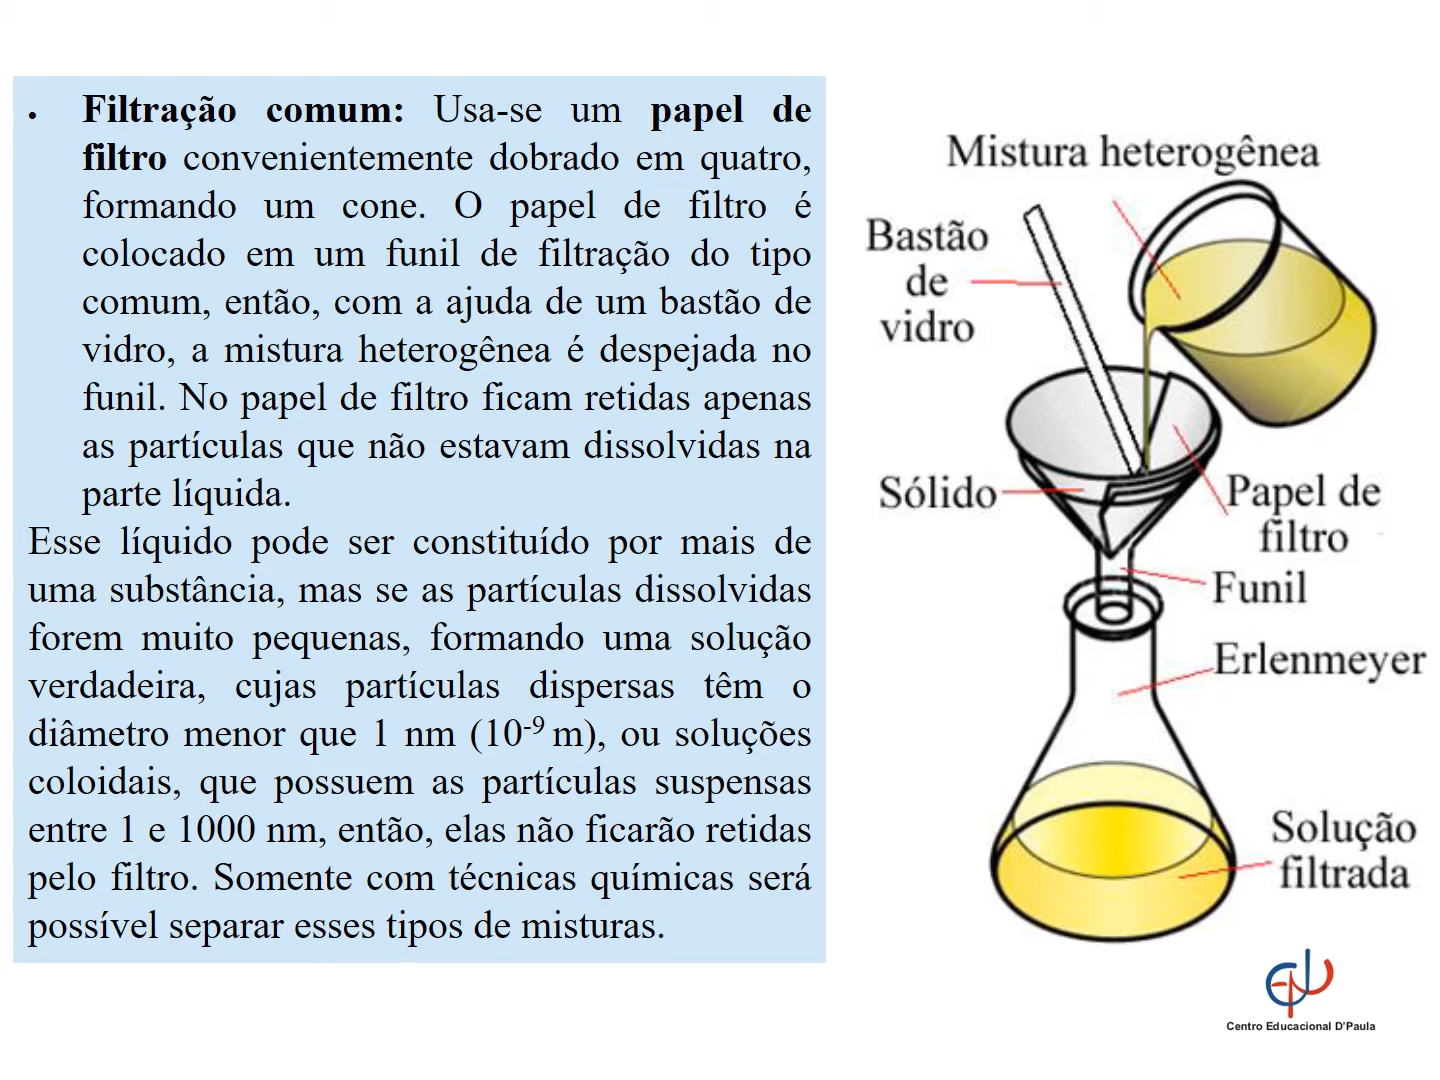 • Filtração comum: Usa-se um papel de
filtro convenientemente dobrado em quatro,
formando um cone. O papel de filtro é
colocado em um funil de filtração do tipo
comum, então, com a ajuda de um bastão de
vidro, a mistura heterogênea é despejada no
funil. No papel de filtro ficam retidas apenas
as partículas que não estavam dissolvidas na
parte líquida.
Esse líquido pode ser constituído por mais de
uma substância, mas se as partículas dissolvidas
forem muito pequenas, formando uma solução
verdadeira, cujas partículas dispersas têm o
diâmetro menor que 1 nm (10⁻⁹ m), ou soluções
coloidais, que possuem as partículas suspensas
entre 1 e 1000 nm, então, elas não ficarão retidas
pelo filtro. Somente com técnicas químicas será
possível separar esses tipos de misturas.
Mistura heterogênea
Bastão
de
vidro
Sólido
Papel de
filtro
Funil
Erlenmeyer
Solução
filtrada
Centro Educacional D'Paula